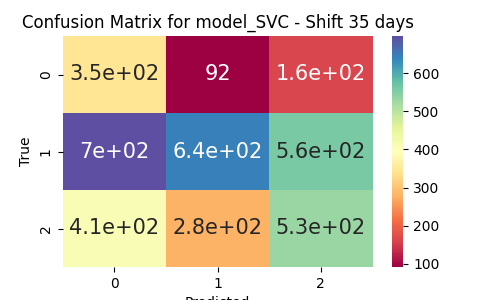 Confusion Matrix for model_SVC - Shift 35 days
0 3.5e+02 92 1.6e+02
1 7e+02 6.4e+02 5.6e+02
2 4.1e+02 2.8e+02 5.3e+02
True
0 1 2
Predicted
600
500
400
300
200
100